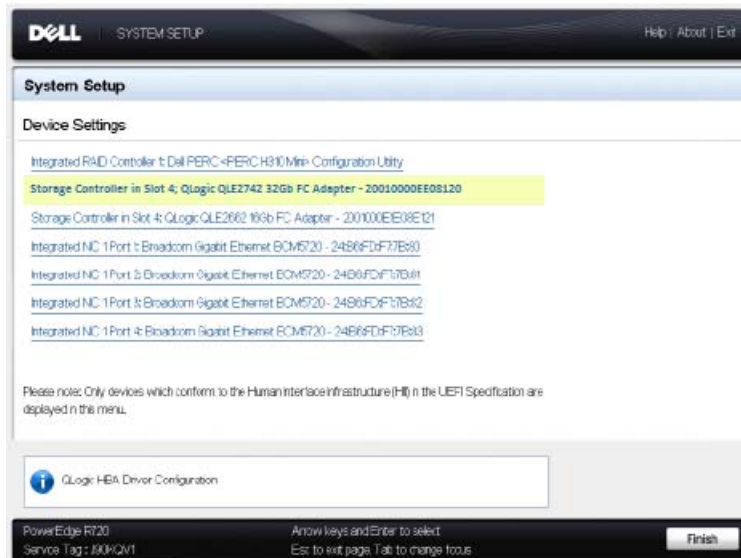 DELL SYSTEM SETUP Help | About | Exit
System Setup
Device Settings
Integrated RAID Controller 1: Dell PERC <PERC H310 Mini> Configuration Utility
Storage Controller in Slot 4; QLogic QLE2742 32Gb FC Adapter - 20010000EE08120
Storage Controller in Slot 4: QLogic QLE2662 16Gb FC Adapter - 
Integrated NIC 1 Port 1: Broadcom Gigabit Ethernet BCM5720 - 
Integrated NIC 1 Port 2: Broadcom Gigabit Ethernet BCM5720 - 
Integrated NIC 1 Port 3: Broadcom Gigabit Ethernet BCM5720 - 
Integrated NIC 1 Port 4: Broadcom Gigabit Ethernet BCM5720 - 
Please note: Only devices which conform to the Human Interface Infrastructure (HII) in the UEFI Specification are
displayed in this menu.
QLogic HBA Driver Configuration
PowerEdge R720 Arrow keys and Enter to select
Service Tag : J90KQV1 Esc to exit page, Tab to change focus Finish